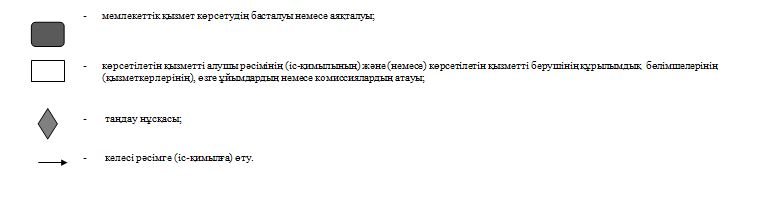 - мемлекеттік қызмет көрсетудің басталуы немесе аяқталуы;
- көрсетілетін қызметті алушы рәсімінің (іс-қимылының) және (немесе) көрсетілетін қызметті берушінің құрылымдық бөлімшелерінің
(қызметкерлерінің), өзге ұйымдардың немесе комиссиялардың атауы;
- таңдау нұсқасы;
- келесі рәсімге (іс-қимылға) өту.